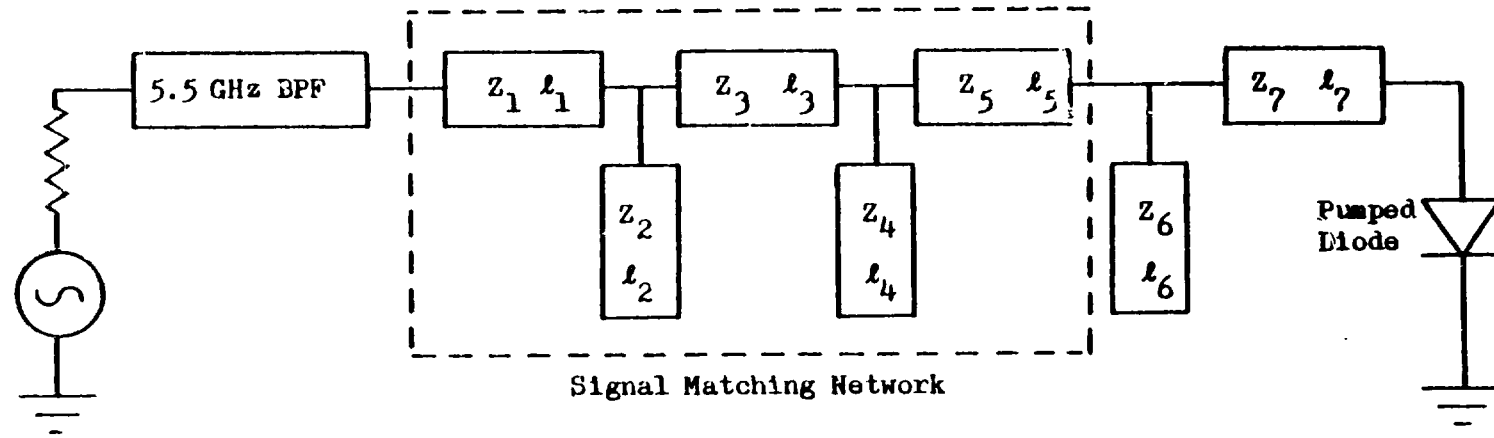 5.5 GHz BPF
Z1 ℓ1
Z3 ℓ3
Z5 ℓ5
Z7 ℓ7
Z2
ℓ2
Z4
ℓ4
Z6
ℓ6
Pumped
Diode
Signal Matching Network